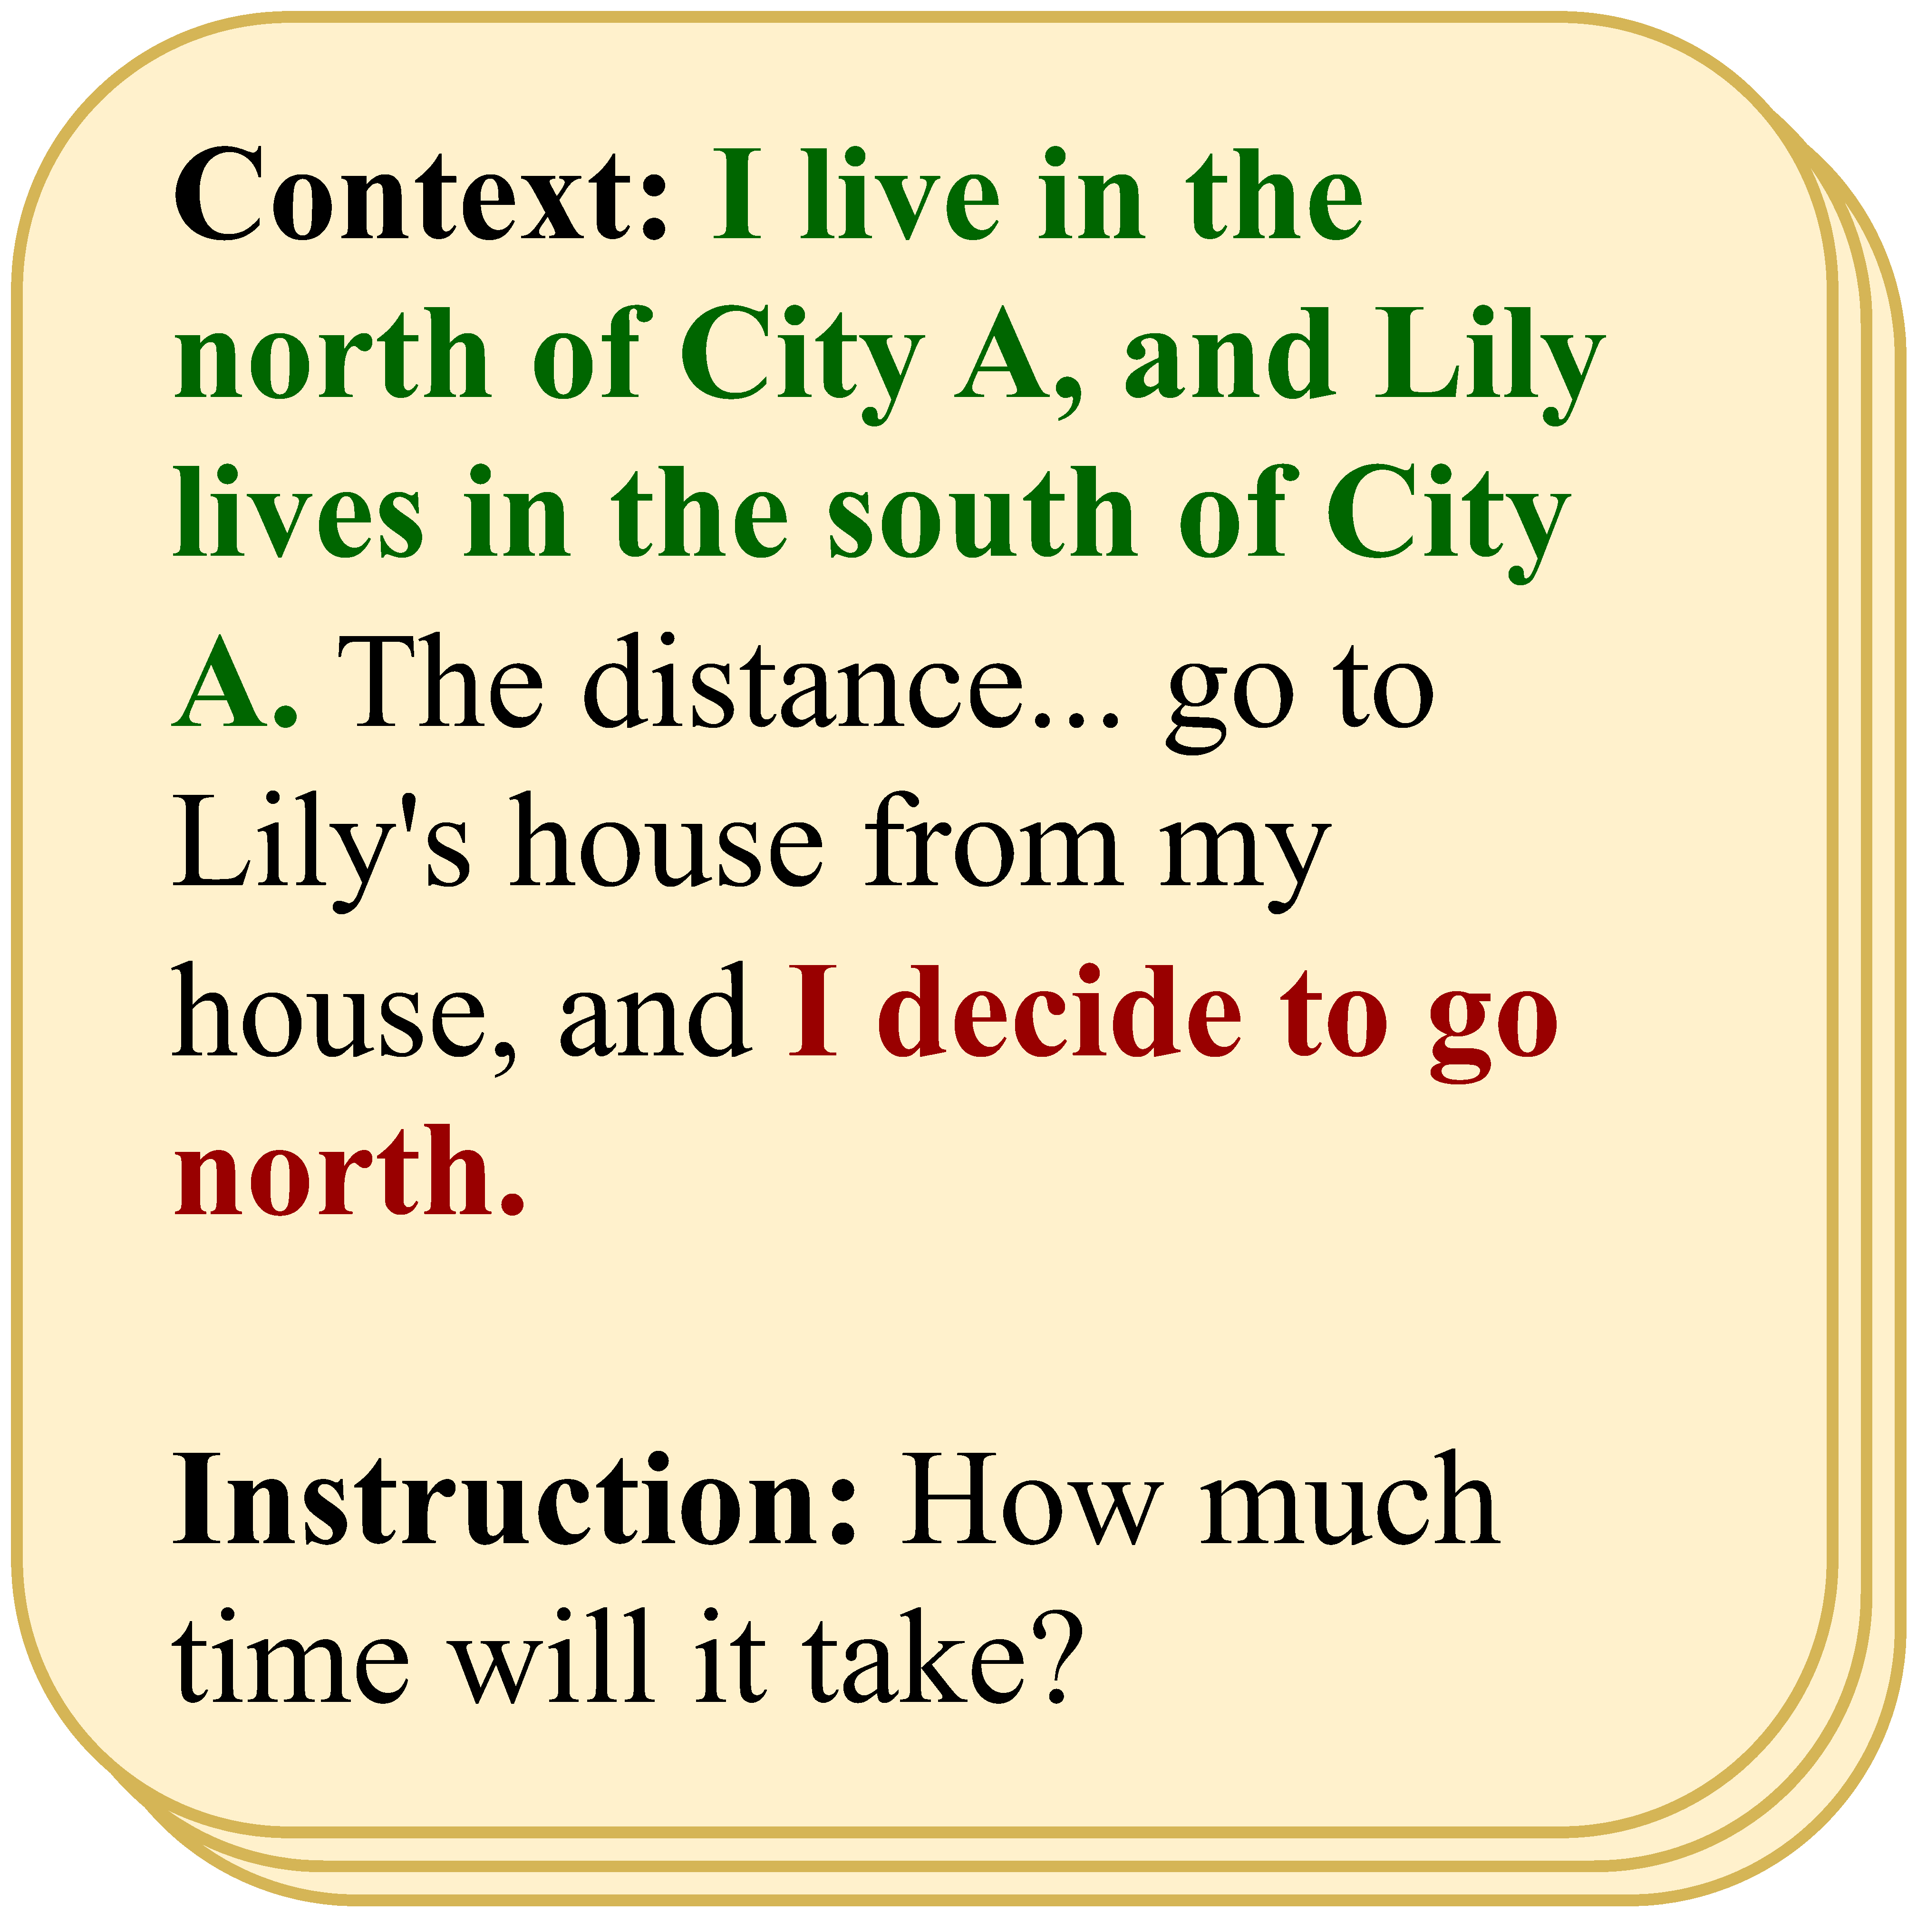 Context: I live in the
north of City A, and Lily
lives in the south of City
A. The distance... go to
Lily's house from my
house, and I decide to go
north.
Instruction: How much
time will it take?